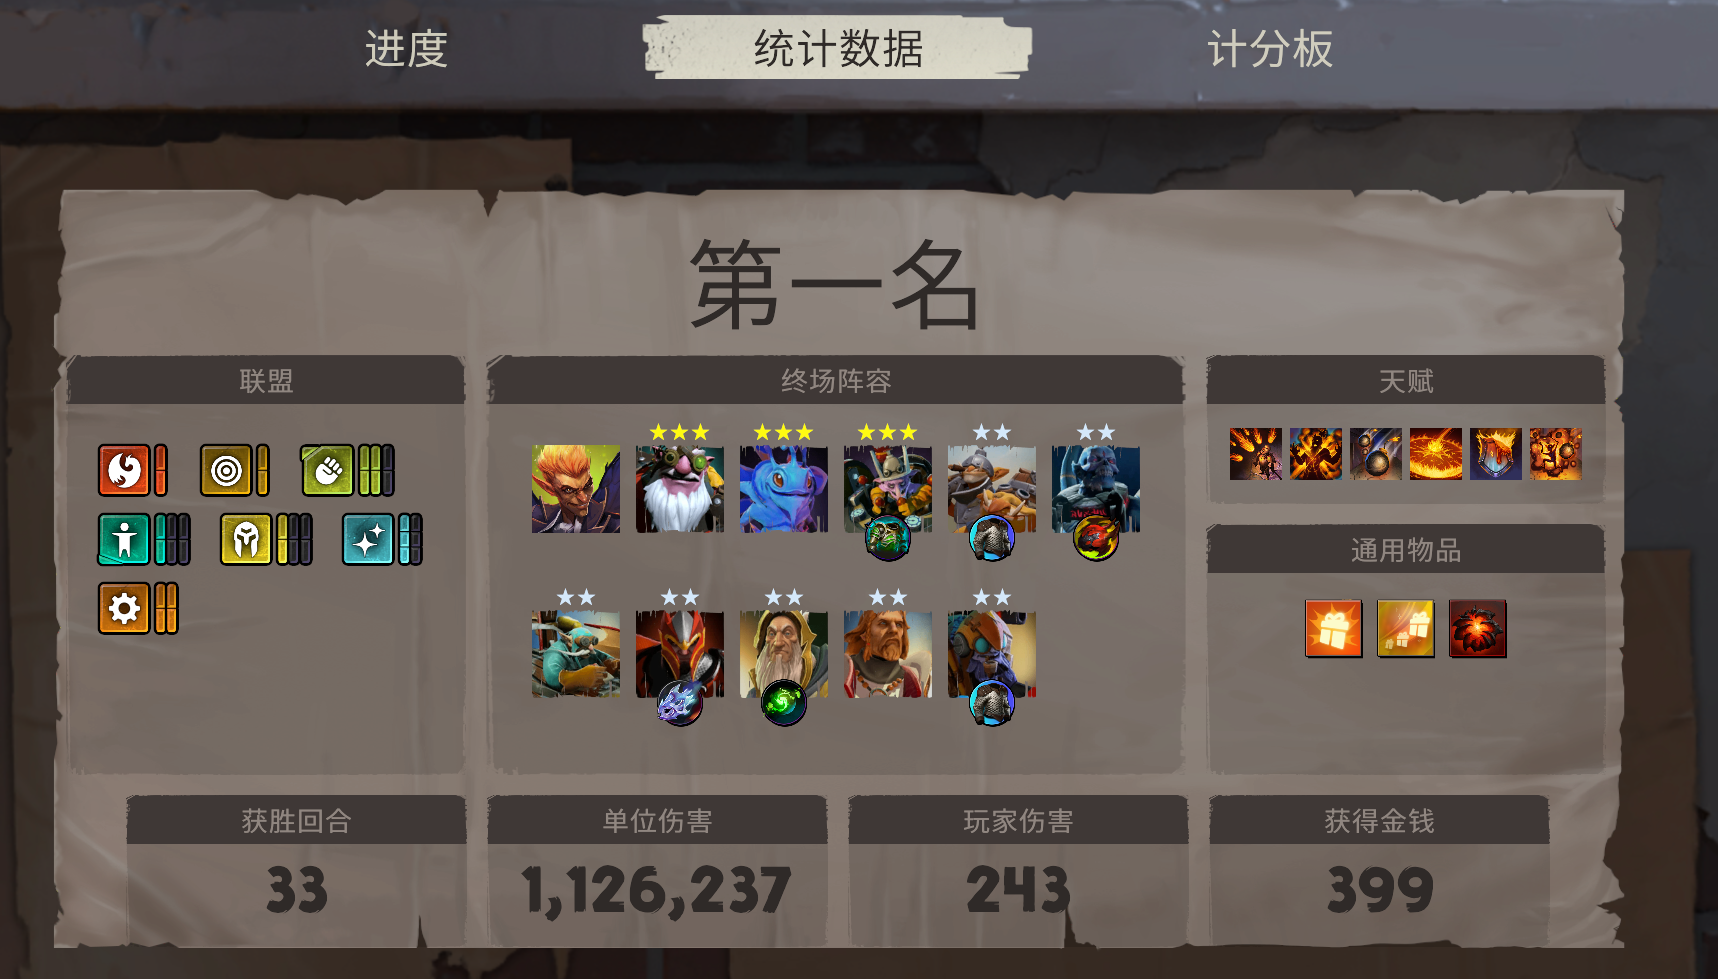 进度
统计数据
计分板
第一名
联盟
终场阵容
天赋
通用物品
获胜回合
单位伤害
玩家伤害
获得金钱
33
1,126,237
243
399